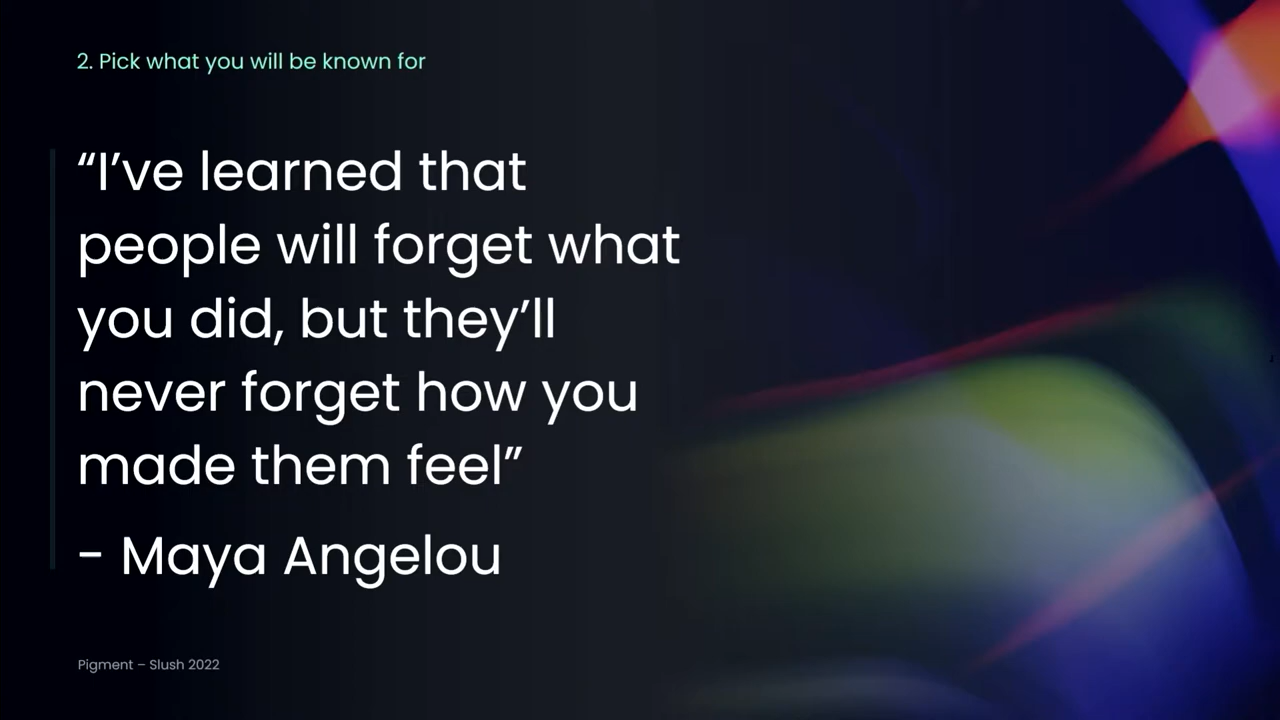 2. Pick what you will be known for
“I’ve learned that
people will forget what
you did, but they’ll
never forget how you
made them feel”
- Maya Angelou
Pigment – Slush 2022